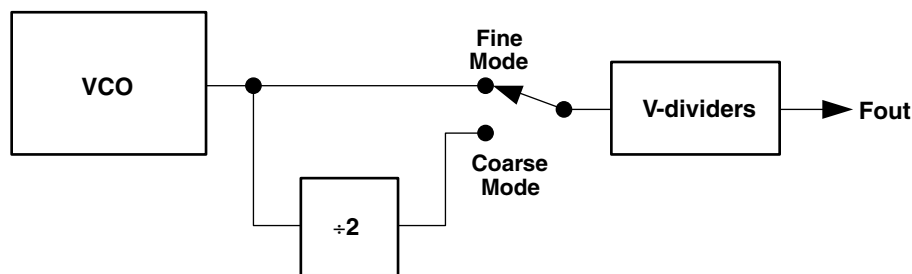 VCO
Fine
Mode
V-dividers
Fout
Coarse
Mode
÷2